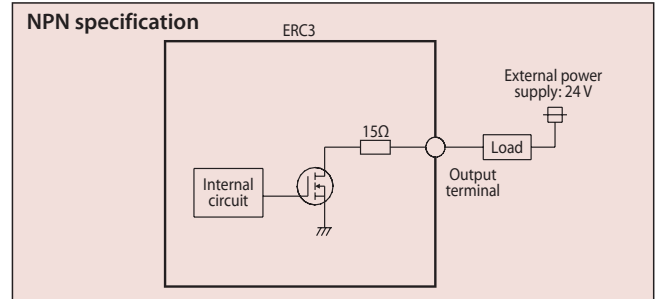 NPN specification
ERC3
External power
supply: 24 V
15Ω
Load
Output
terminal
Internal
circuit